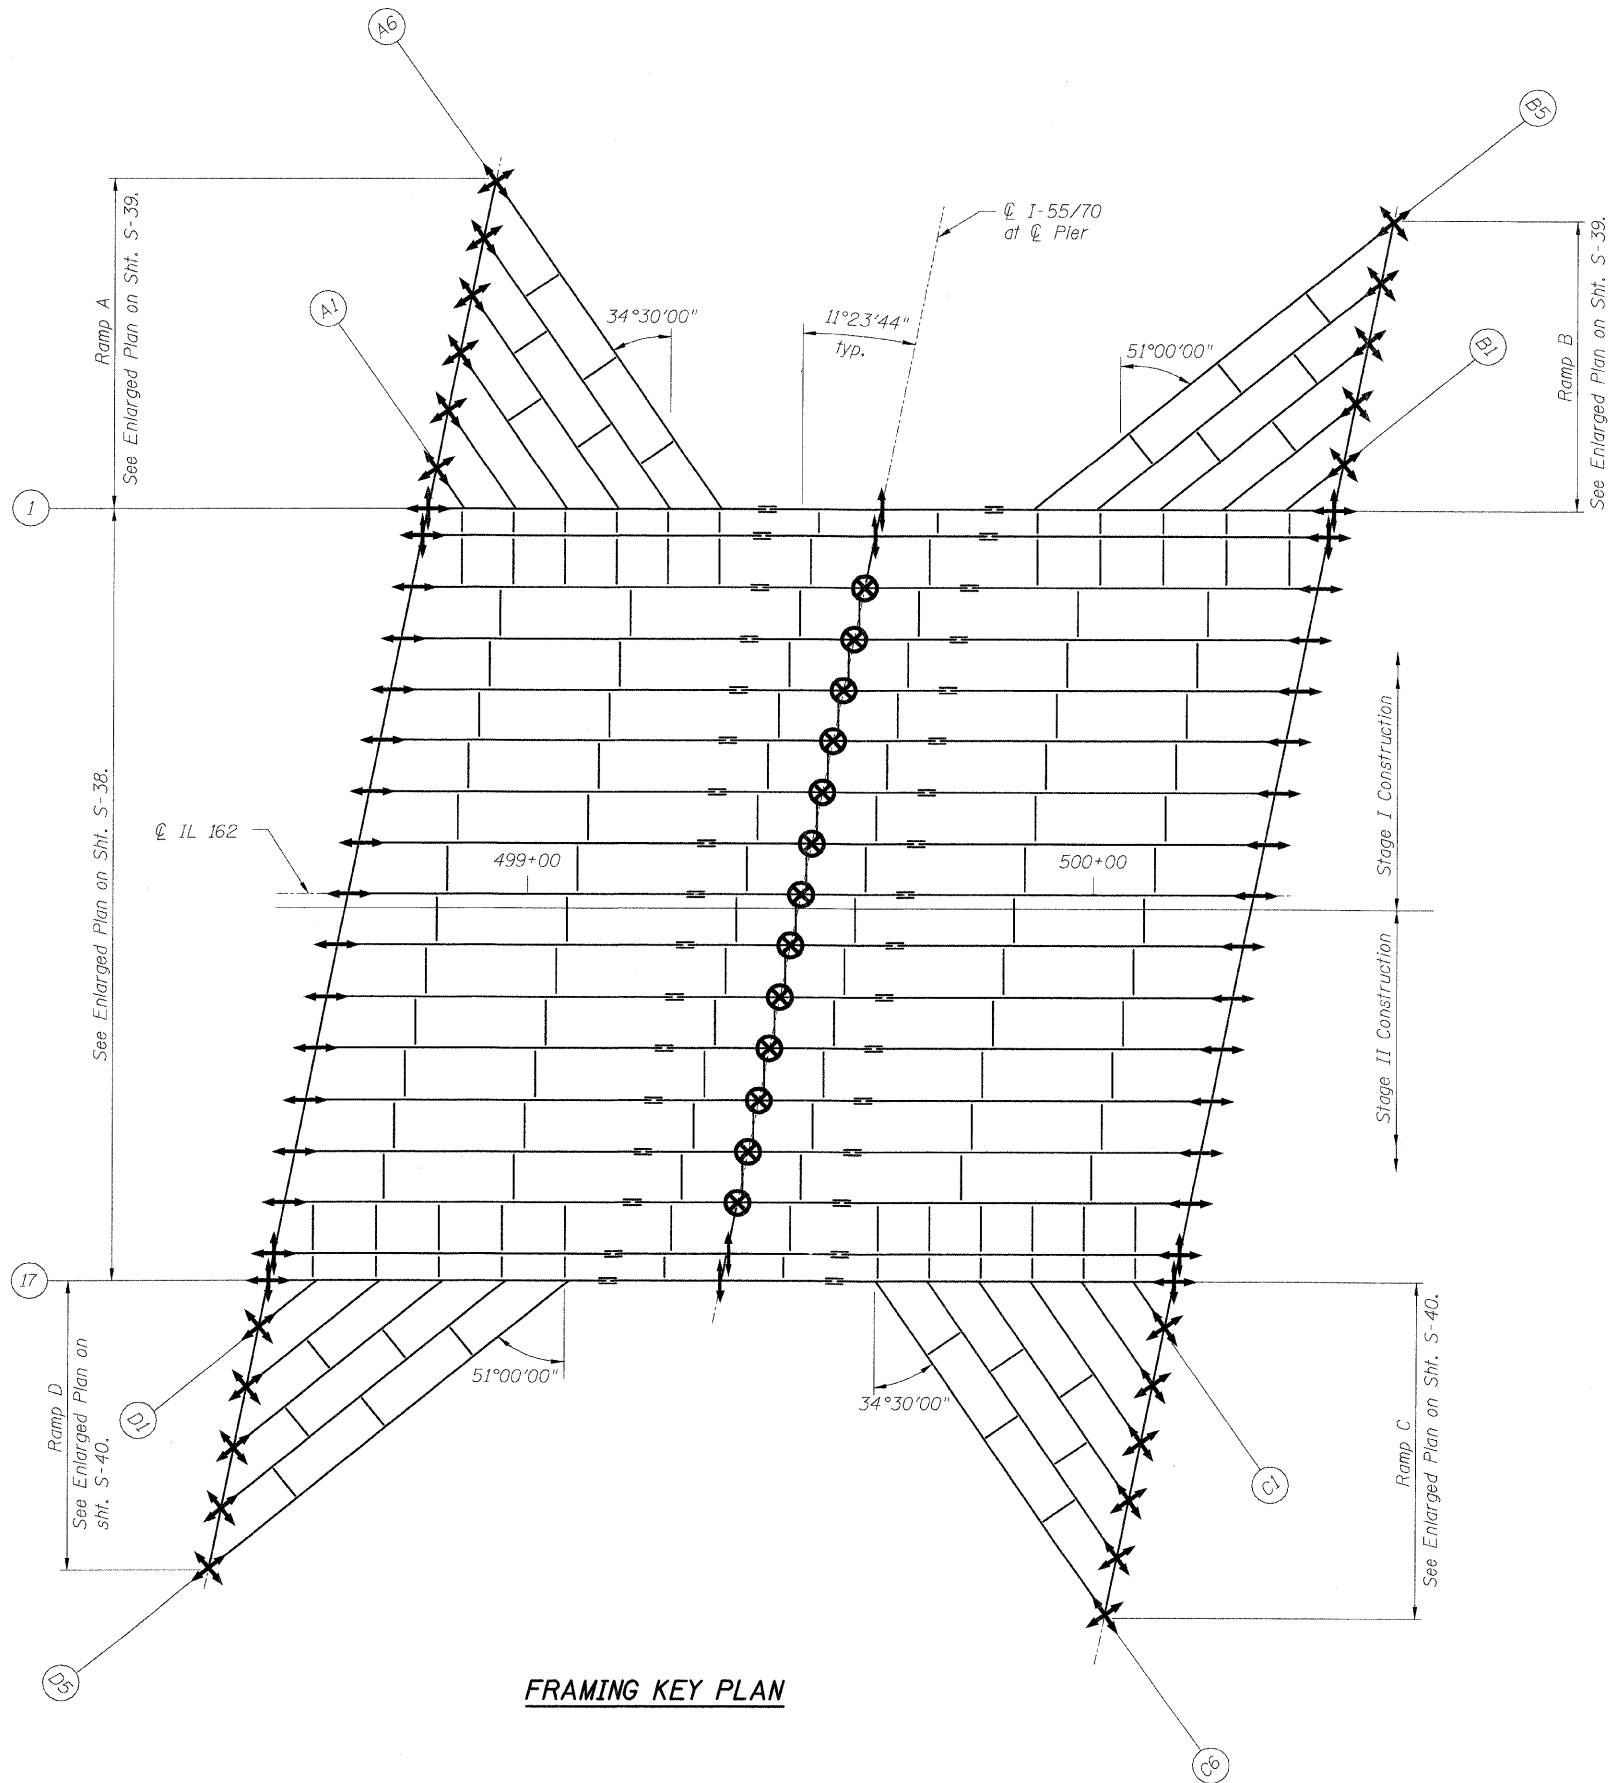 A6
B5
Ramp A
See Enlarged Plan on Sht. S-39.
℄ I-55/70
at ℄ Pier
Ramp B
See Enlarged Plan on Sht. S-39.
A1
34°30'00"
11°23'44"
typ.
51°00'00"
B1
1
See Enlarged Plan on Sht. S-38.
Stage I Construction
℄ IL 162
499+00
500+00
Stage II Construction
17
Ramp D
See Enlarged Plan on
sht. S-40.
51°00'00"
34°30'00"
Ramp C
See Enlarged Plan on Sht. S-40.
D1
C1
D5
C6
FRAMING KEY PLAN